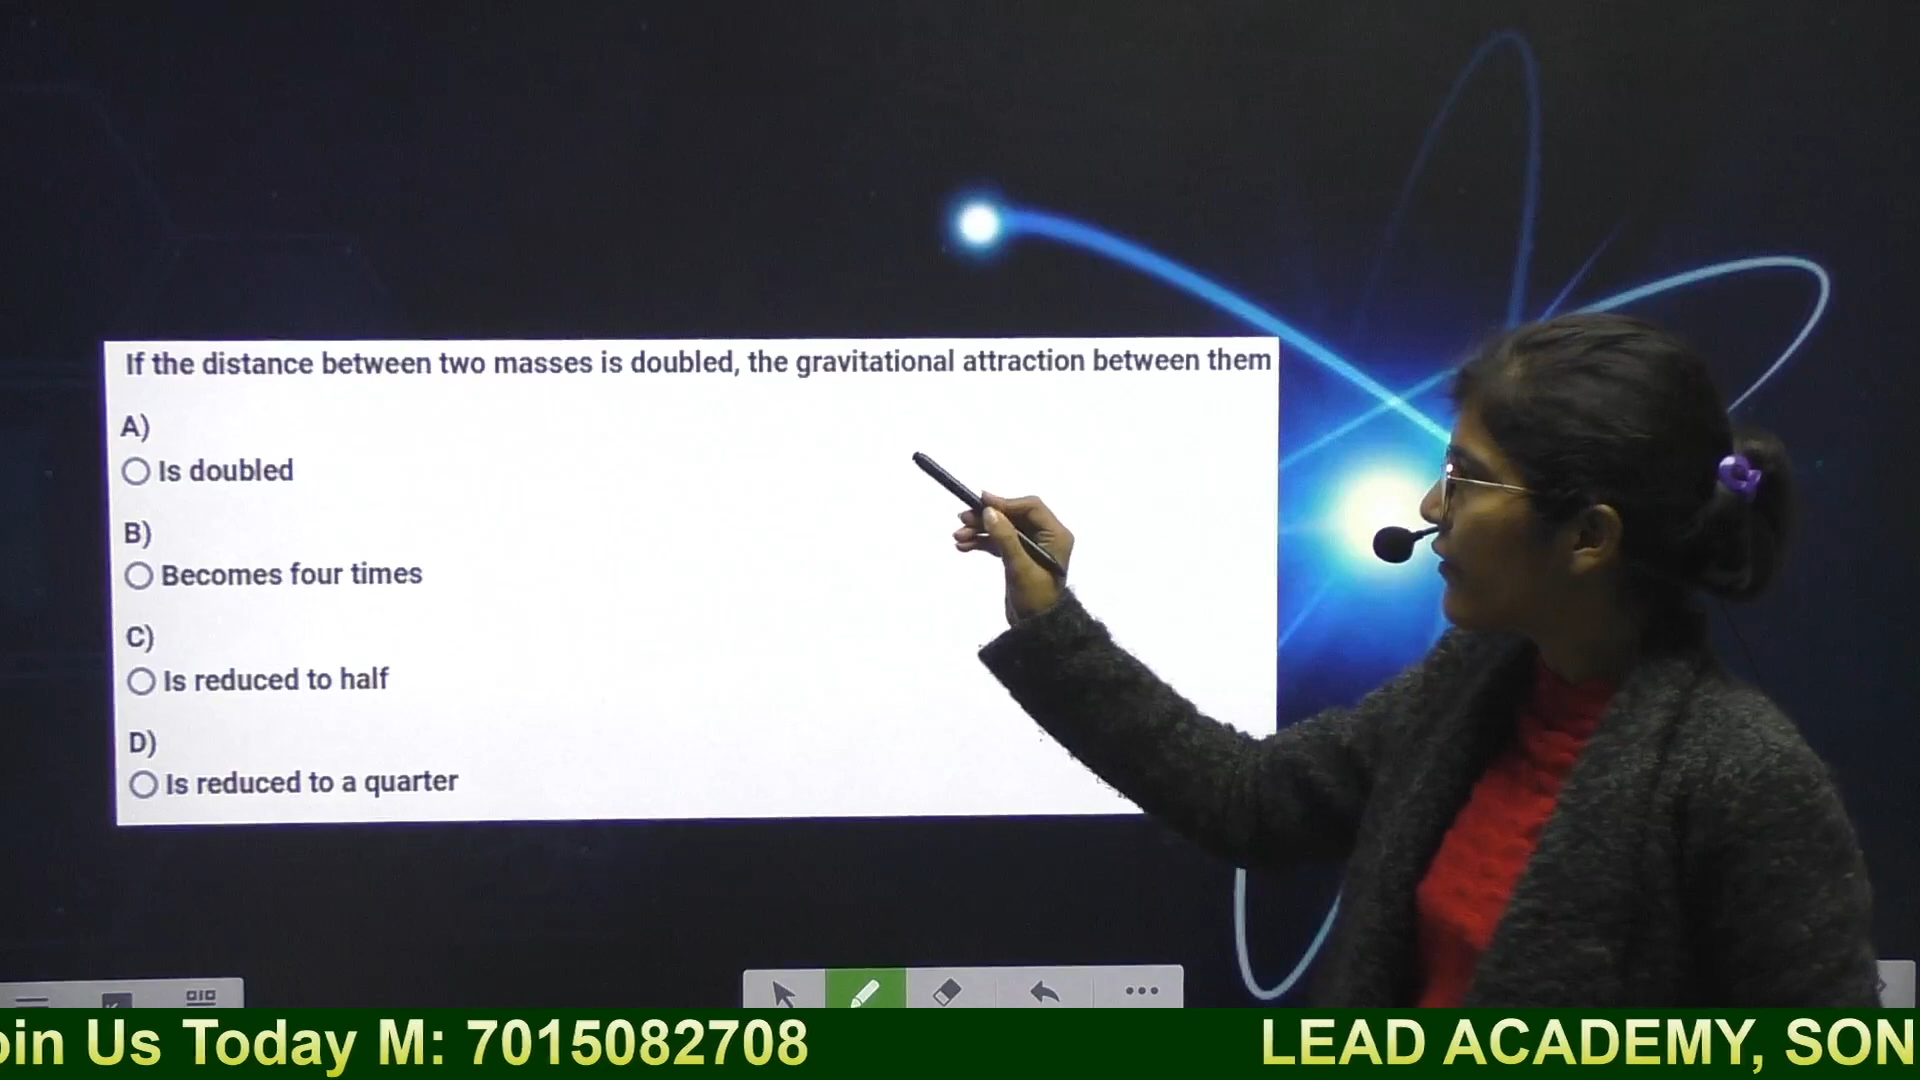 If the distance between two masses is doubled, the gravitational attraction between them
A)
Is doubled
B)
Becomes four times
C)
Is reduced to half
D)
Is reduced to a quarter
oin Us Today M: 7015082708
LEAD ACADEMY, SON